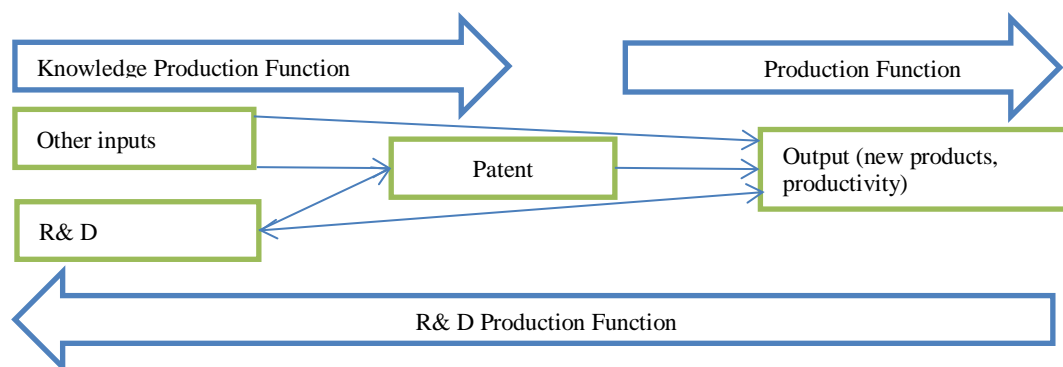 Knowledge Production Function
Production Function
Other inputs
Patent
Output (new products,
productivity)
R& D
R& D Production Function